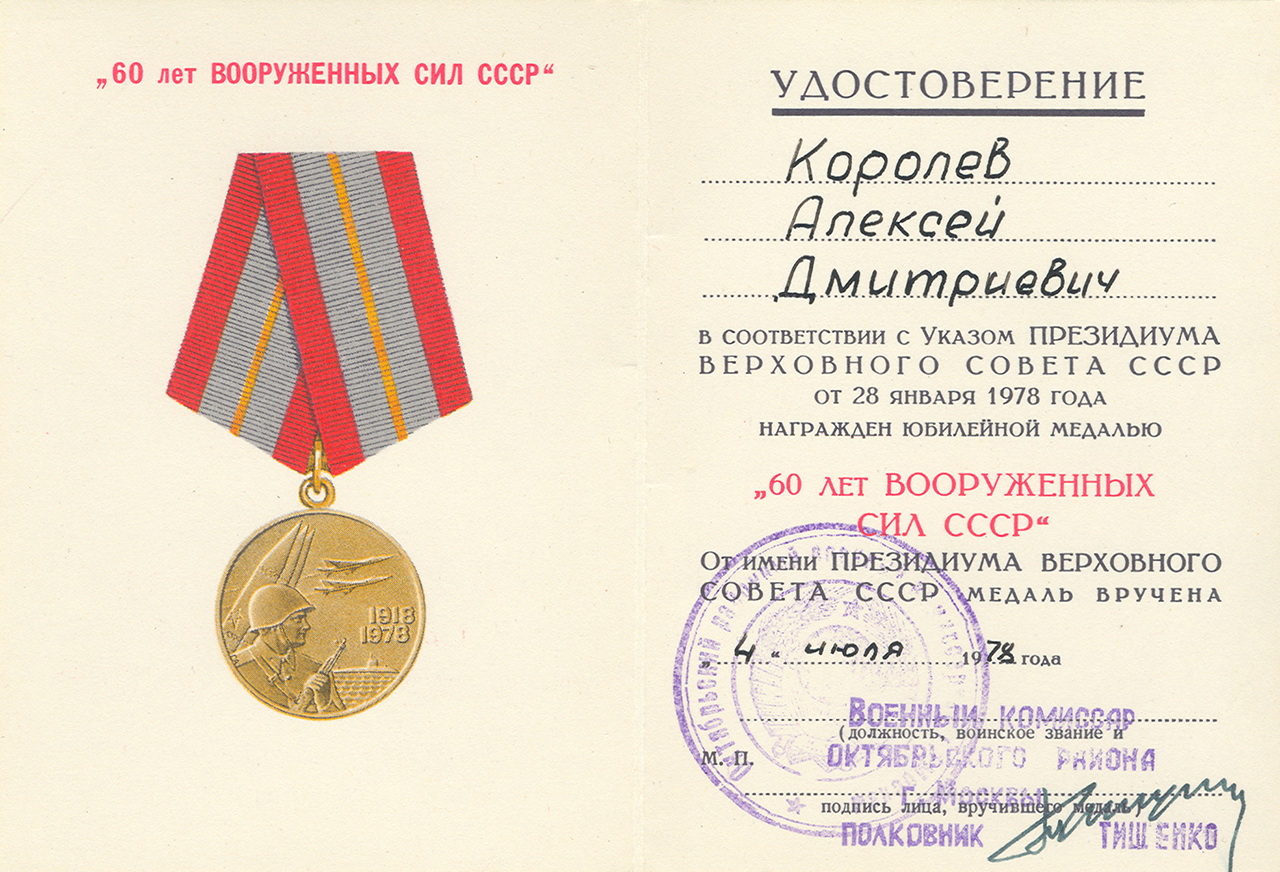 „60 лет ВООРУЖЕННЫХ СИЛ СССР“
1918
1978
УДОСТОВЕРЕНИЕ
Королев
Алексей
Дмитриевич
В СООТВЕТСТВИИ С УКАЗОМ ПРЕЗИДИУМА
ВЕРХОВНОГО СОВЕТА СССР
ОТ 28 ЯНВАРЯ 1978 ГОДА
НАГРАЖДЕН ЮБИЛЕЙНОЙ МЕДАЛЬЮ
„60 ЛЕТ ВООРУЖЕННЫХ
СИЛ СССР“
ОТ ИМЕНИ ПРЕЗИДИУМА ВЕРХОВНОГО
СОВЕТА СССР МЕДАЛЬ ВРУЧЕНА
„ 4 “ июля 1978 года
ВОЕННЫЙ КОМИССАР
(должность, воинское звание и
М. П. ОКТЯБРЬСКОГО РАЙОНА
Г. МОСКВЫ
подпись лица, вручившего медаль)
ПОЛКОВНИК ТИЩЕНКО
Октябрьский